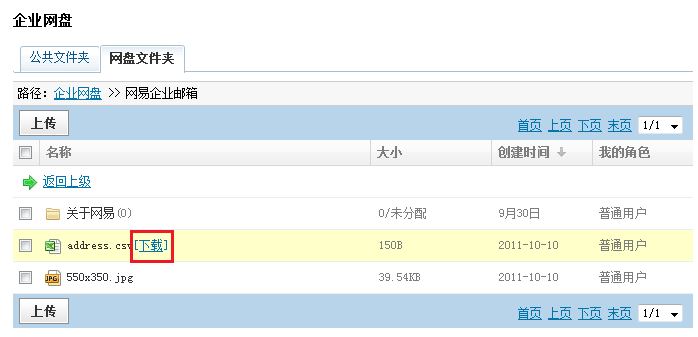 企业网盘
公共文件夹 网盘文件夹
路径：企业网盘 >> 网易企业邮箱
上传 首页 上页 下页 末页 1/1
名称 大小 创建时间 我的角色
返回上级
关于网易(0) 0/未分配 9月30日 普通用户
address.csv[下载] 150B 2011-10-10 普通用户
JPG 550x350.jpg 39.54KB 2011-10-10 普通用户
上传 首页 上页 下页 末页 1/1